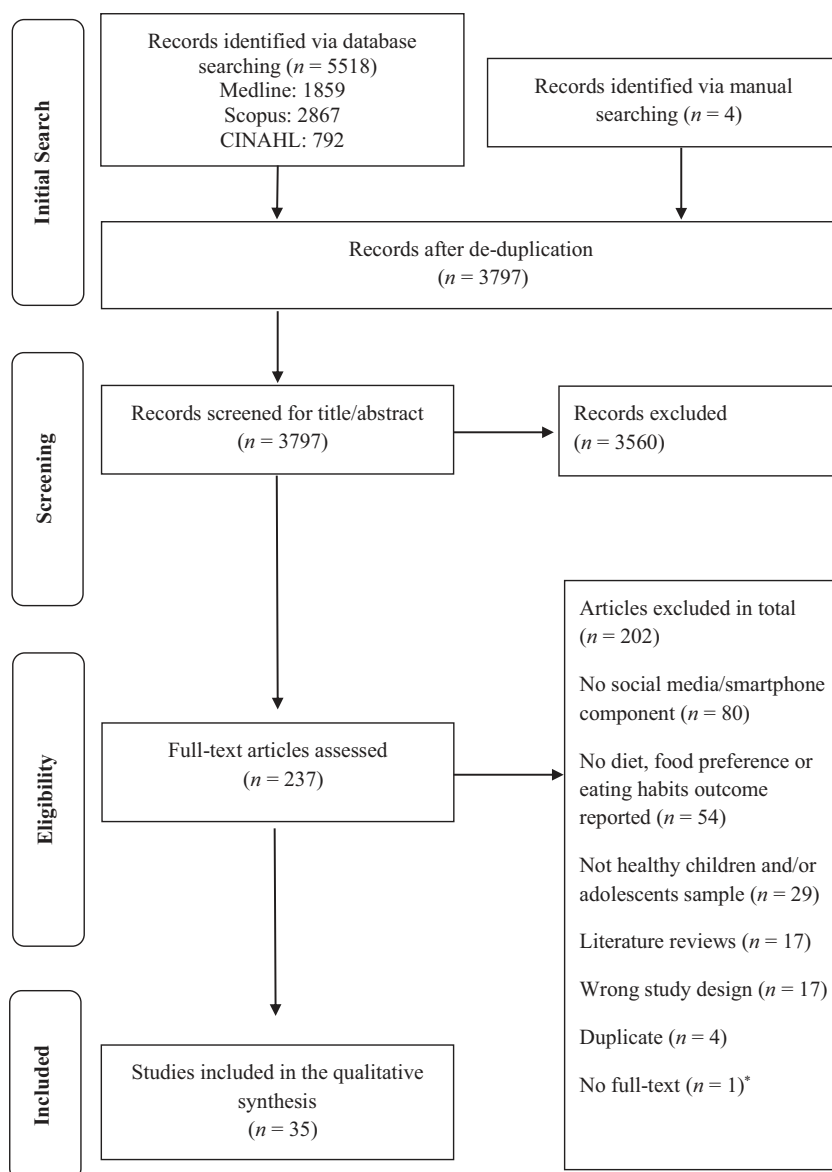 Initial Search
Records identified via database
searching (n = 5518)
Medline: 1859
Scopus: 2867
CINAHL: 792
Records identified via manual
searching (n = 4)
Records after de-duplication
(n = 3797)
Screening
Records screened for title/abstract
(n = 3797)
Records excluded
(n = 3560)
Eligibility
Full-text articles assessed
(n = 237)
Articles excluded in total
(n = 202)
No social media/smartphone
component (n = 80)
No diet, food preference or
eating habits outcome
reported (n = 54)
Not healthy children and/or
adolescents sample (n = 29)
Literature reviews (n = 17)
Wrong study design (n = 17)
Duplicate (n = 4)
No full-text (n = 1)*
Included
Studies included in the qualitative
synthesis
(n = 35)